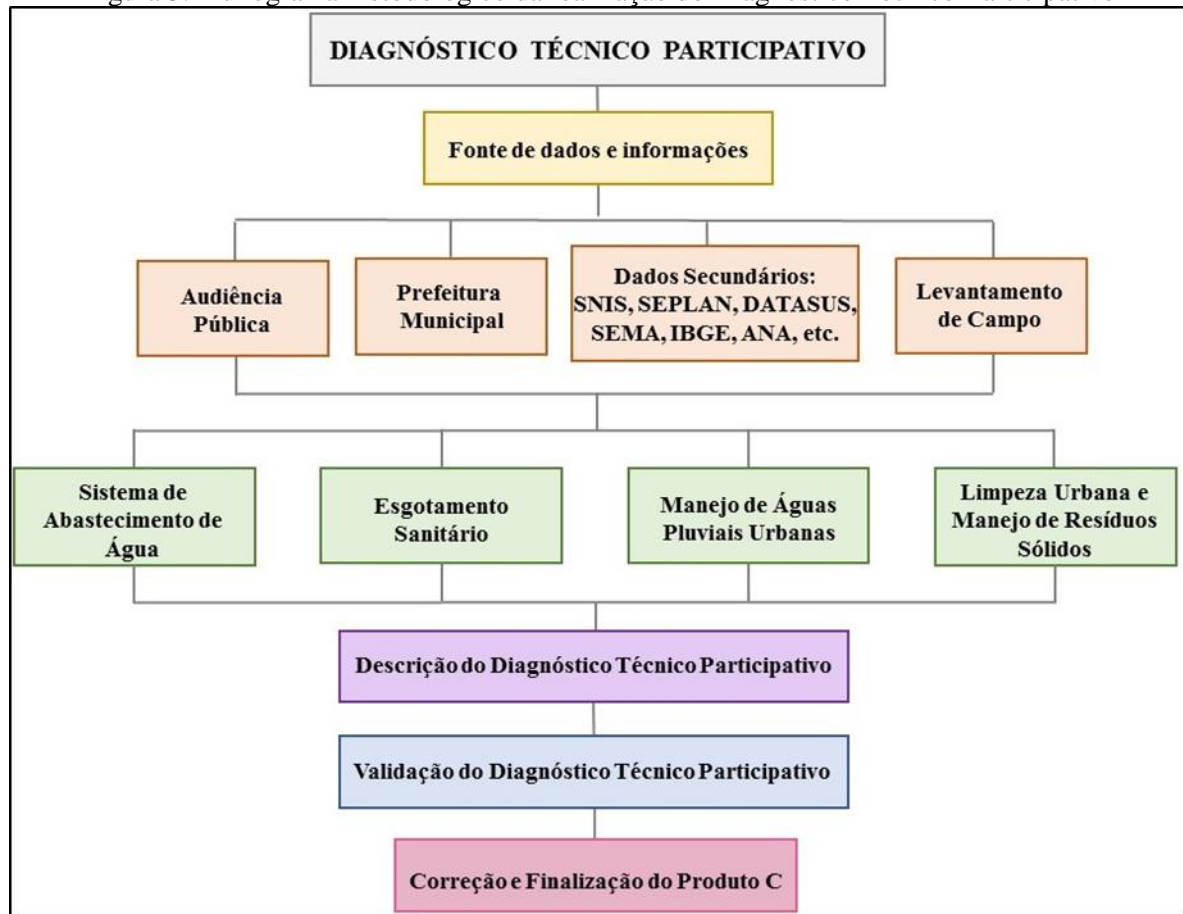 DIAGNÓSTICO TÉCNICO PARTICIPATIVO
Fonte de dados e informações
Audiência
Pública
Prefeitura
Municipal
Dados Secundários:
SNIS, SEPLAN, DATASUS,
SEMA, IBGE, ANA, etc.
Levantamento
de Campo
Sistema de
Abastecimento de
Água
Esgotamento
Sanitário
Manejo de Águas
Pluviais Urbanas
Limpeza Urbana e
Manejo de Resíduos
Sólidos
Descrição do Diagnóstico Técnico Participativo
Validação do Diagnóstico Técnico Participativo
Correção e Finalização do Produto C